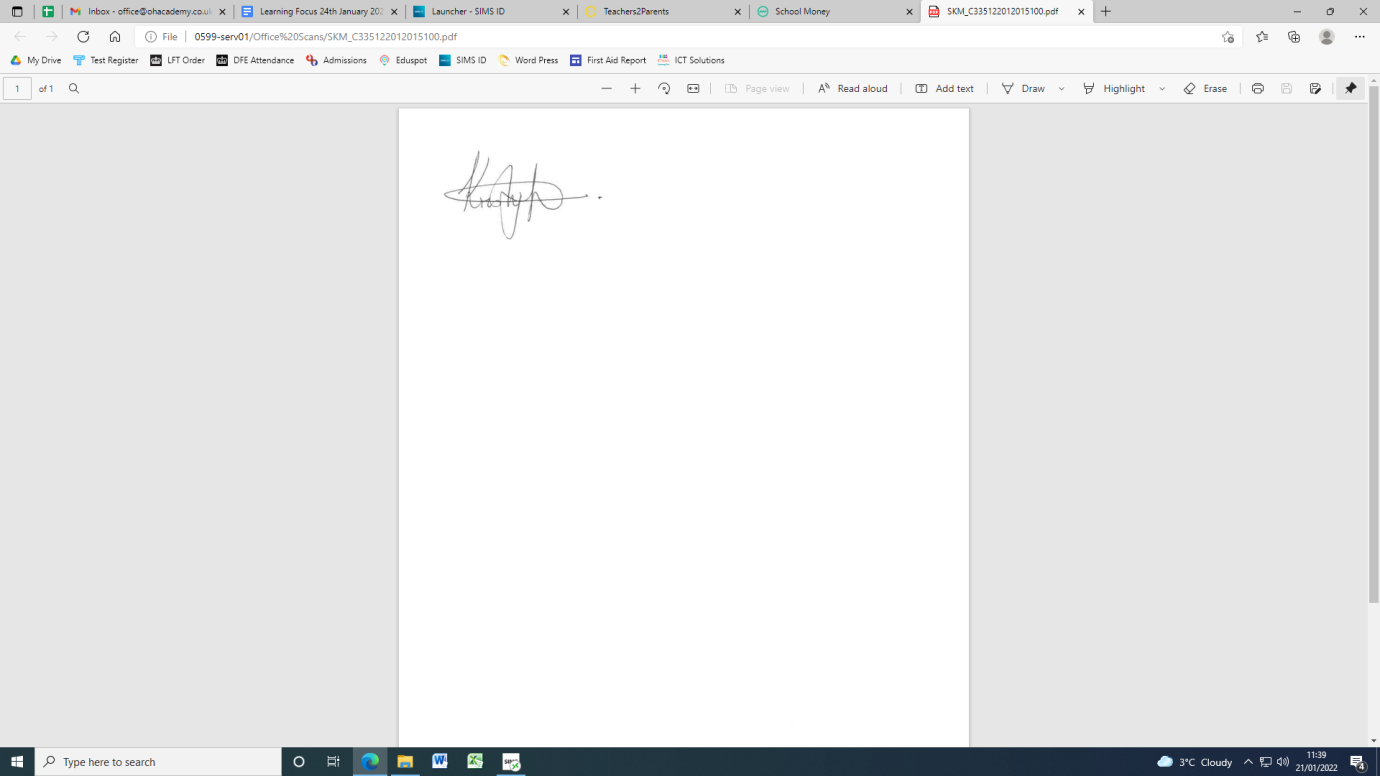 Inbox - office@ohacademy.co.uk
Learning Focus 24th January 202
Launcher - SIMS ID
Teachers2Parents
School Money
SKM_C335122012015100.pdf
File
0599-serv01/Office%20Scans/SKM_C335122012015100.pdf
My Drive
Test Register
LFT Order
DFE Attendance
Admissions
Eduspot
SIMS ID
Word Press
First Aid Report
ICT Solutions
1 of 1
Page view
Read aloud
Add text
Draw
Highlight
Erase
Type here to search
3°C Cloudy
11:39
21/01/2022
4